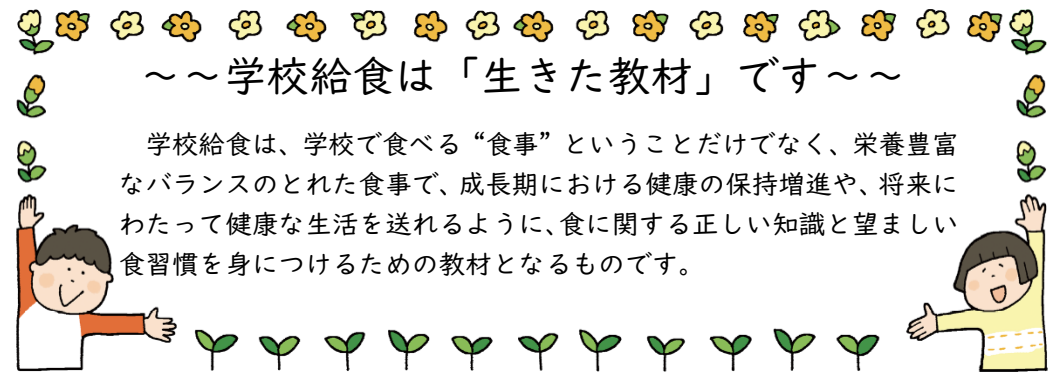 ～～学校給食は「生きた教材」です～～
学校給食は、学校で食べる“食事”ということだけでなく、栄養豊富
なバランスのとれた食事で、成長期における健康の保持増進や、将来に
わたって健康な生活を送れるように、食に関する正しい知識と望ましい
食習慣を身につけるための教材となるものです。